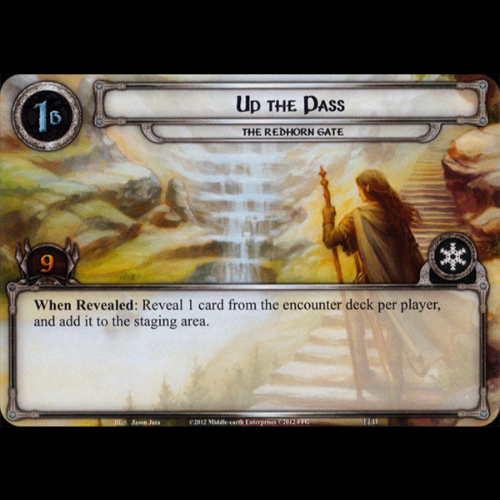 1B
UP THE PASS
THE REDHORN GATE
9
When Revealed: Reveal 1 card from the encounter deck per player,
and add it to the staging area.
Jason Juta ©2012 Middle-earth Enterprises ©2012 FFG